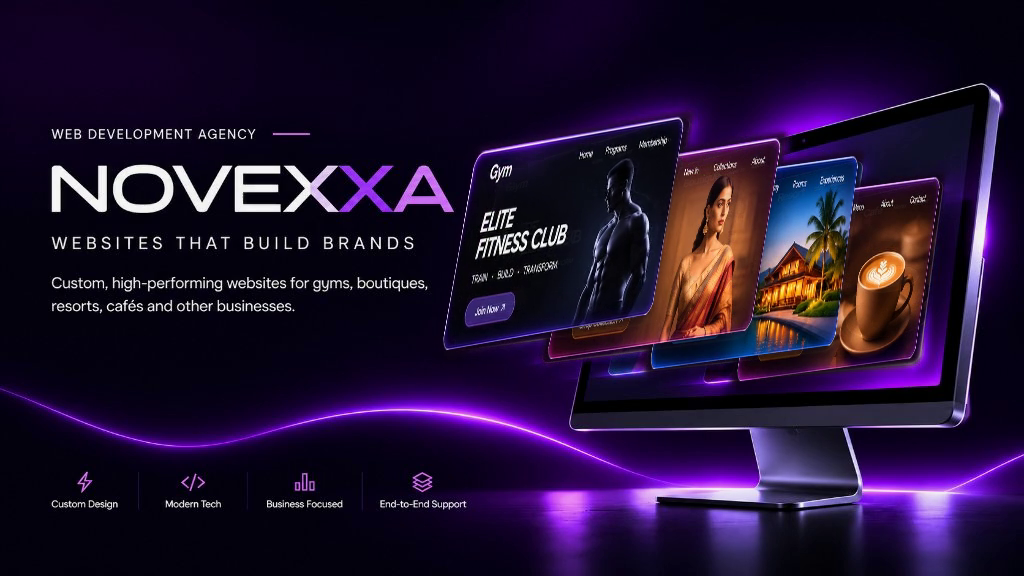 WEB DEVELOPMENT AGENCY
NOVEXXA
WEBSITES THAT BUILD BRANDS
Custom, high-performing websites for gyms, boutiques,
resorts, cafés and other businesses.
Gym
Home Programs Membership
ELITE
FITNESS CLUB
TRAIN · BUILD · TRANSFORM
Join Now ↗
New In Collections About
Rooms Experiences
About Contact
Custom Design
Modern Tech
Business Focused
End-to-End Support